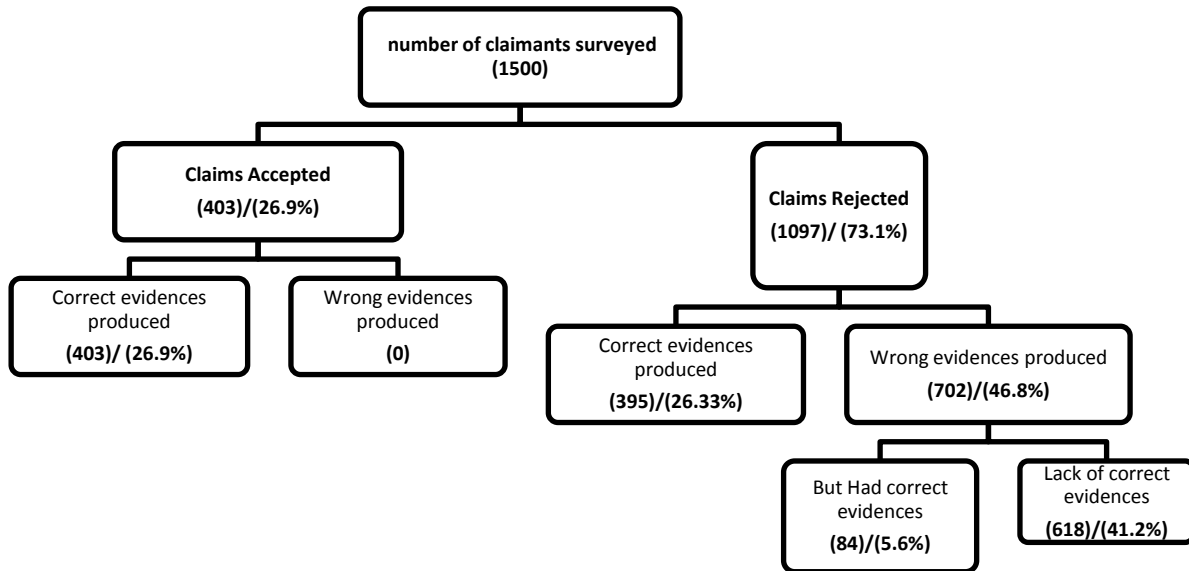 number of claimants surveyed
(1500)
Claims Accepted
(403)/(26.9%)
Claims Rejected
(1097)/ (73.1%)
Correct evidences
produced
(403)/ (26.9%)
Wrong evidences
produced
(0)
Correct evidences
produced
(395)/(26.33%)
Wrong evidences produced
(702)/(46.8%)
But Had correct
evidences
(84)/(5.6%)
Lack of correct
evidences
(618)/(41.2%)